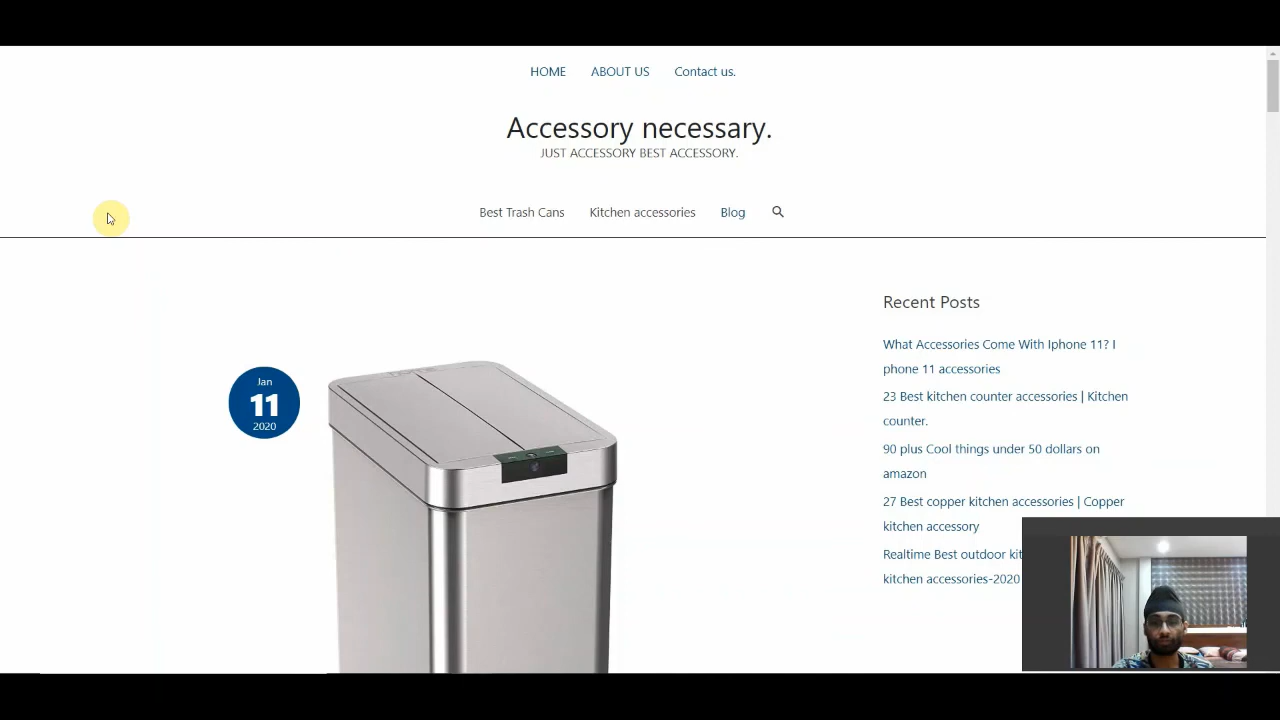 HOME ABOUT US Contact us.
Accessory necessary.
JUST ACCESSORY BEST ACCESSORY.
Best Trash Cans Kitchen accessories Blog
Recent Posts
What Accessories Come With Iphone 11? I
phone 11 accessories
23 Best kitchen counter accessories | Kitchen
counter.
90 plus Cool things under 50 dollars on
amazon
27 Best copper kitchen accessories | Copper
kitchen accessory
Realtime Best outdoor
kitchen accessories-2020
Jan
11
2020